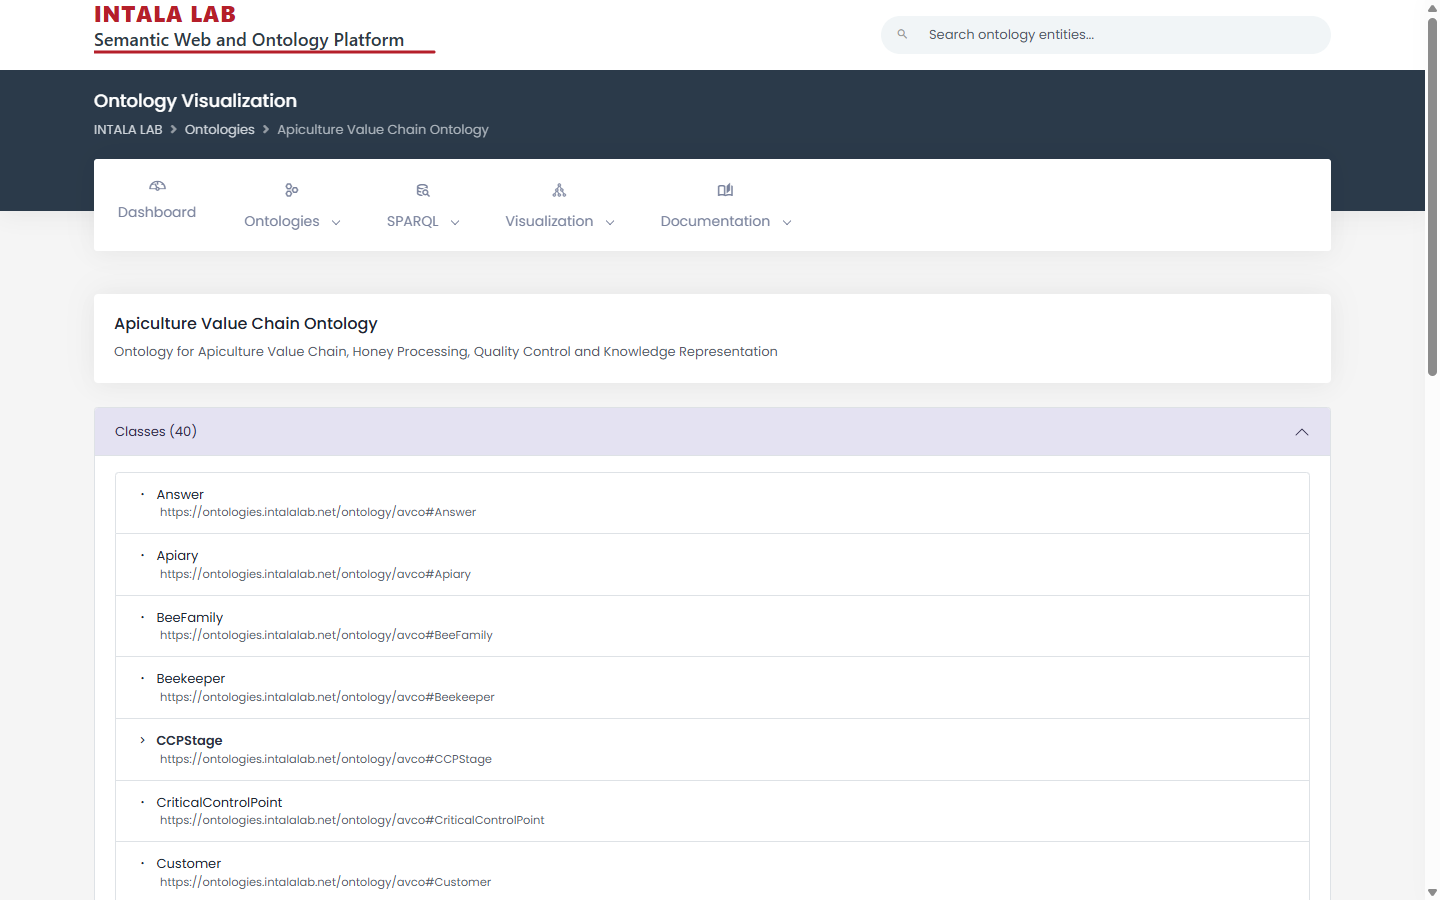 INTALA LAB
Semantic Web and Ontology Platform
Search ontology entities...
Ontology Visualization
INTALA LAB > Ontologies > Apiculture Value Chain Ontology
Dashboard
Ontologies
SPARQL
Visualization
Documentation
Apiculture Value Chain Ontology
Ontology for Apiculture Value Chain, Honey Processing, Quality Control and Knowledge Representation
Classes (40)
Answer
https://ontologies.intalalab.net/ontology/avco#Answer
Apiary
https://ontologies.intalalab.net/ontology/avco#Apiary
BeeFamily
https://ontologies.intalalab.net/ontology/avco#BeeFamily
Beekeeper
https://ontologies.intalalab.net/ontology/avco#Beekeeper
CCPStage
https://ontologies.intalalab.net/ontology/avco#CCPStage
CriticalControlPoint
https://ontologies.intalalab.net/ontology/avco#CriticalControlPoint
Customer
https://ontologies.intalalab.net/ontology/avco#Customer